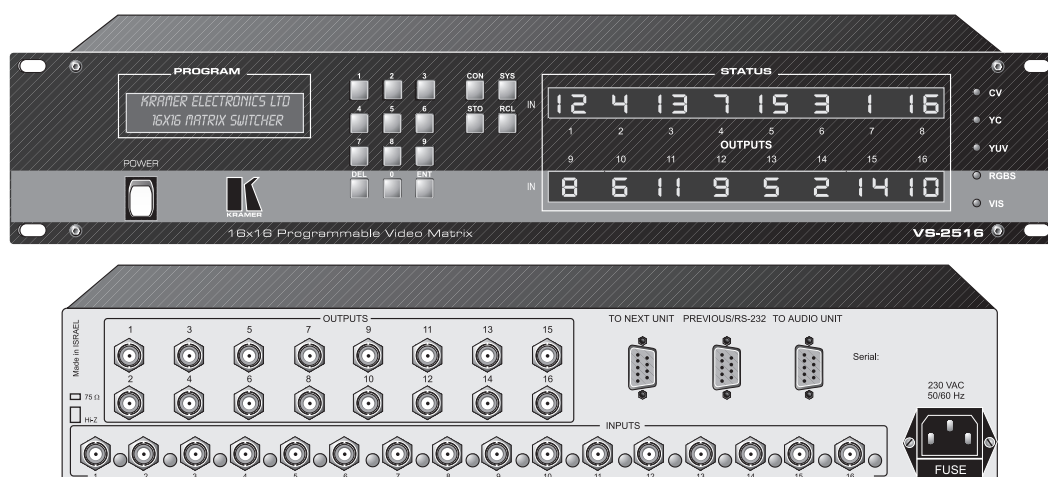 PROGRAM
KRAMER ELECTRONICS LTD
16X16 MATRIX SWITCHER
POWER
KRAMER
1 2 3
4 5 6
7 8 9
DEL 0 ENT
CON SYS
STO RCL
STATUS
IN 12 4 13 7 15 3 1 16
1 2 3 4 5 6 7 8
OUTPUTS
9 10 11 12 13 14 15 16
IN 8 6 11 9 5 2 14 10
CV
YC
YUV
RGBS
VIS
16x16 Programmable Video Matrix
VS-2516
Made in ISRAEL
75 Ω
Hi-Z
OUTPUTS
1 3 5 7 9 11 13 15
2 4 6 8 10 12 14 16
TO NEXT UNIT PREVIOUS/RS-232 TO AUDIO UNIT
Serial:
230 VAC
50/60 Hz
FUSE
INPUTS
1 2 3 4 5 6 7 8 9 10 11 12 13 14 15 16